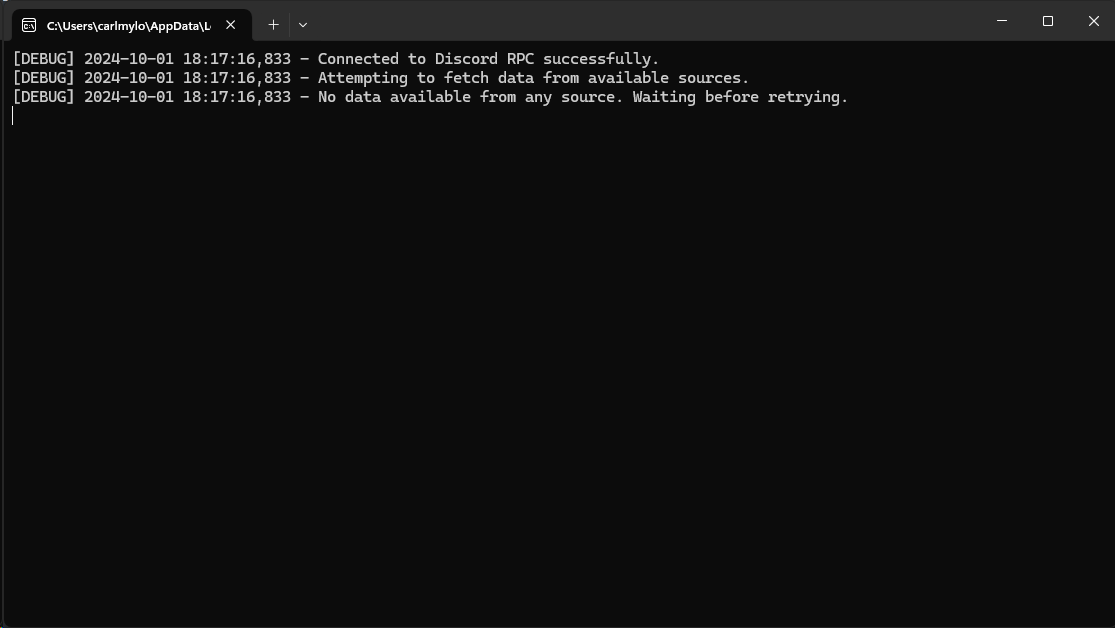 C:\Users\carlmylo\AppData\L
[DEBUG] 2024-10-01 18:17:16,833 - Connected to Discord RPC successfully.
[DEBUG] 2024-10-01 18:17:16,833 - Attempting to fetch data from available sources.
[DEBUG] 2024-10-01 18:17:16,833 - No data available from any source. Waiting before retrying.